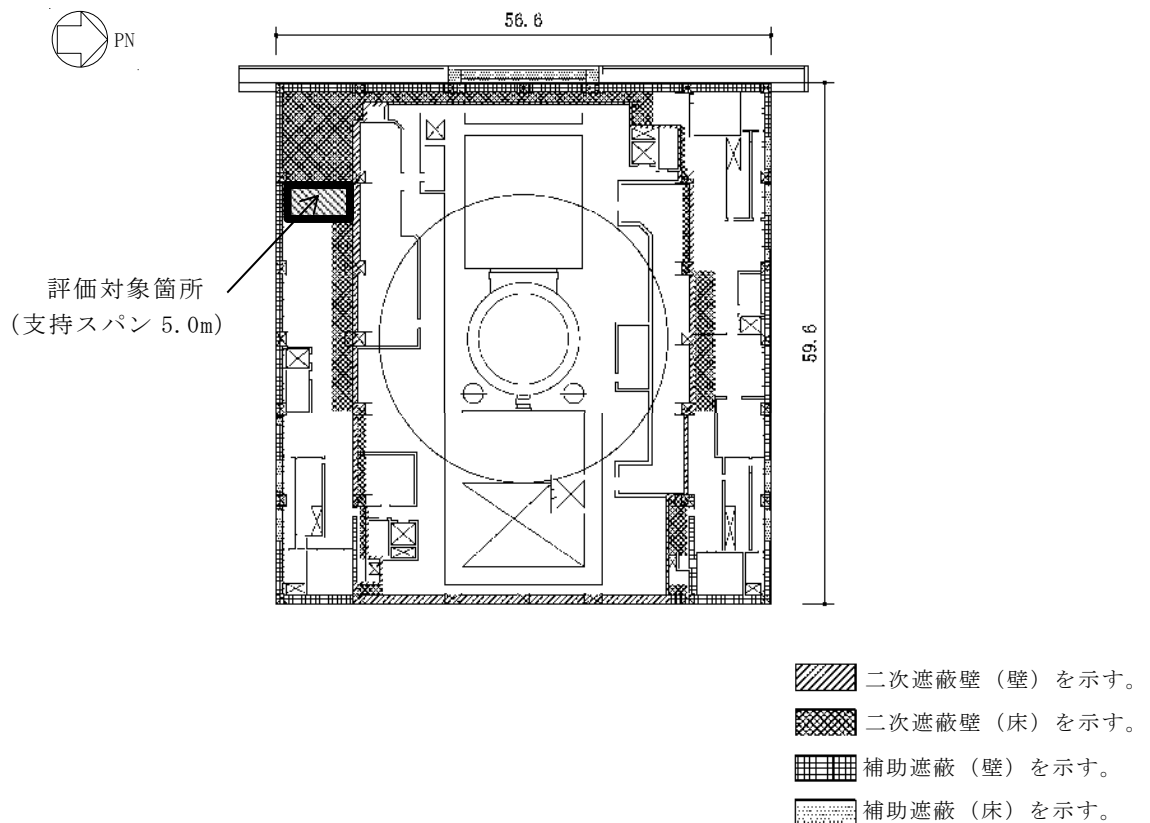 56.6
PN
59.6
評価対象箇所
(支持スパン 5.0m)
二次遮蔽壁（壁）を示す。
二次遮蔽壁（床）を示す。
補助遮蔽（壁）を示す。
補助遮蔽（床）を示す。